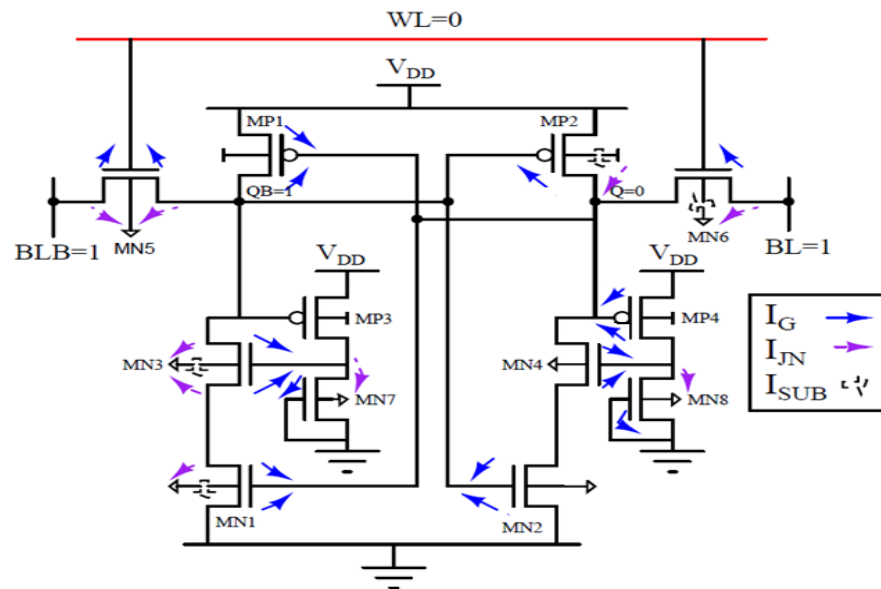 WL=0
VDD
MP1
MP2
QB=1
Q=0
MN5
MN6
BLB=1
BL=1
VDD
VDD
MP3
MP4
MN3
MN4
MN7
MN8
MN1
MN2
IG
IJN
ISUB